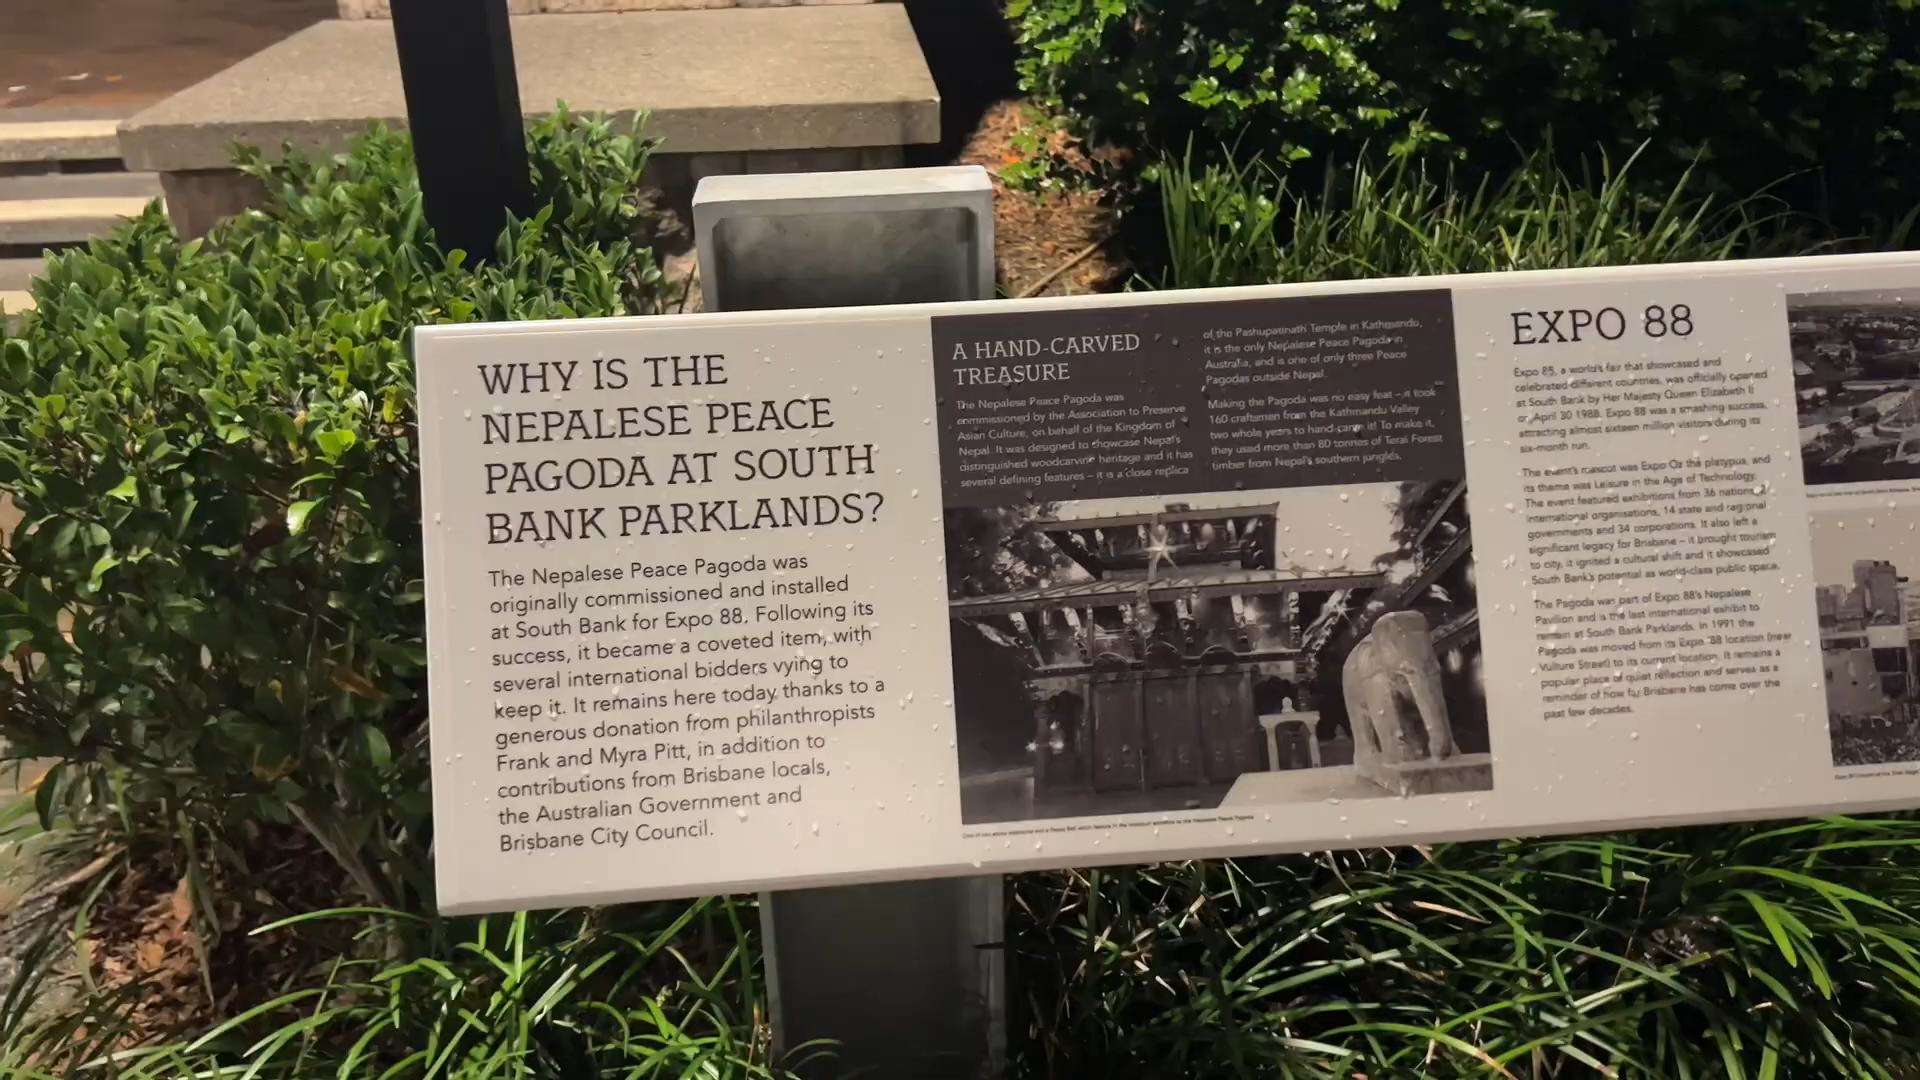 WHY IS THE
NEPALESE PEACE
PAGODA AT SOUTH
BANK PARKLANDS?
The Nepalese Peace Pagoda was
originally commissioned and installed
at South Bank for Expo 88. Following its
success, it became a coveted item, with
several international bidders vying to
keep it. It remains here today thanks to a
generous donation from philanthropists
Frank and Myra Pitt, in addition to
contributions from Brisbane locals,
the Australian Government and
Brisbane City Council.
A HAND-CARVED
TREASURE
The Nepalese Peace Pagoda was
commissioned by the Association to Preserve
Asian Culture, on behalf of the Kingdom of
Nepal. It was designed to showcase Nepal's
distinguished woodcarving heritage and it has
several defining features – it is a close replica
of the Pashupatinath Temple in Kathmandu,
it is the only Nepalese Peace Pagoda in
Australia, and is one of only three Peace
Pagodas outside Nepal.
Making the Pagoda was no easy feat – it took
160 craftsmen from the Kathmandu Valley
two whole years to hand-carve it! To make it,
they used more than 80 tonnes of Terai Forest
timber from Nepal's southern jungles.
EXPO 88
Expo 88, a world's fair that showcased and
celebrated different countries, was officially opened
at South Bank by Her Majesty Queen Elizabeth II
on April 30 1988. Expo 88 was a smashing success,
attracting almost sixteen million visitors during its
six-month run.
The event's mascot was Expo Oz the platypus, and
its theme was Leisure in the Age of Technology.
The event featured exhibitions from 36 nations,
international organisations, 14 state and regional
governments and 34 corporations. It also left a
significant legacy for Brisbane – it brought tourism
to city, it ignited a cultural shift and it showcased
South Bank's potential as world-class public space.
The Pagoda was part of Expo 88's Nepalese
Pavilion and is the last international exhibit to
remain at South Bank Parklands. In 1991 the
Pagoda was moved from its Expo '88 location (near
Vulture Street) to its current location. It remains a
popular place of quiet reflection and serves as a
reminder of how far Brisbane has come over the
past few decades.